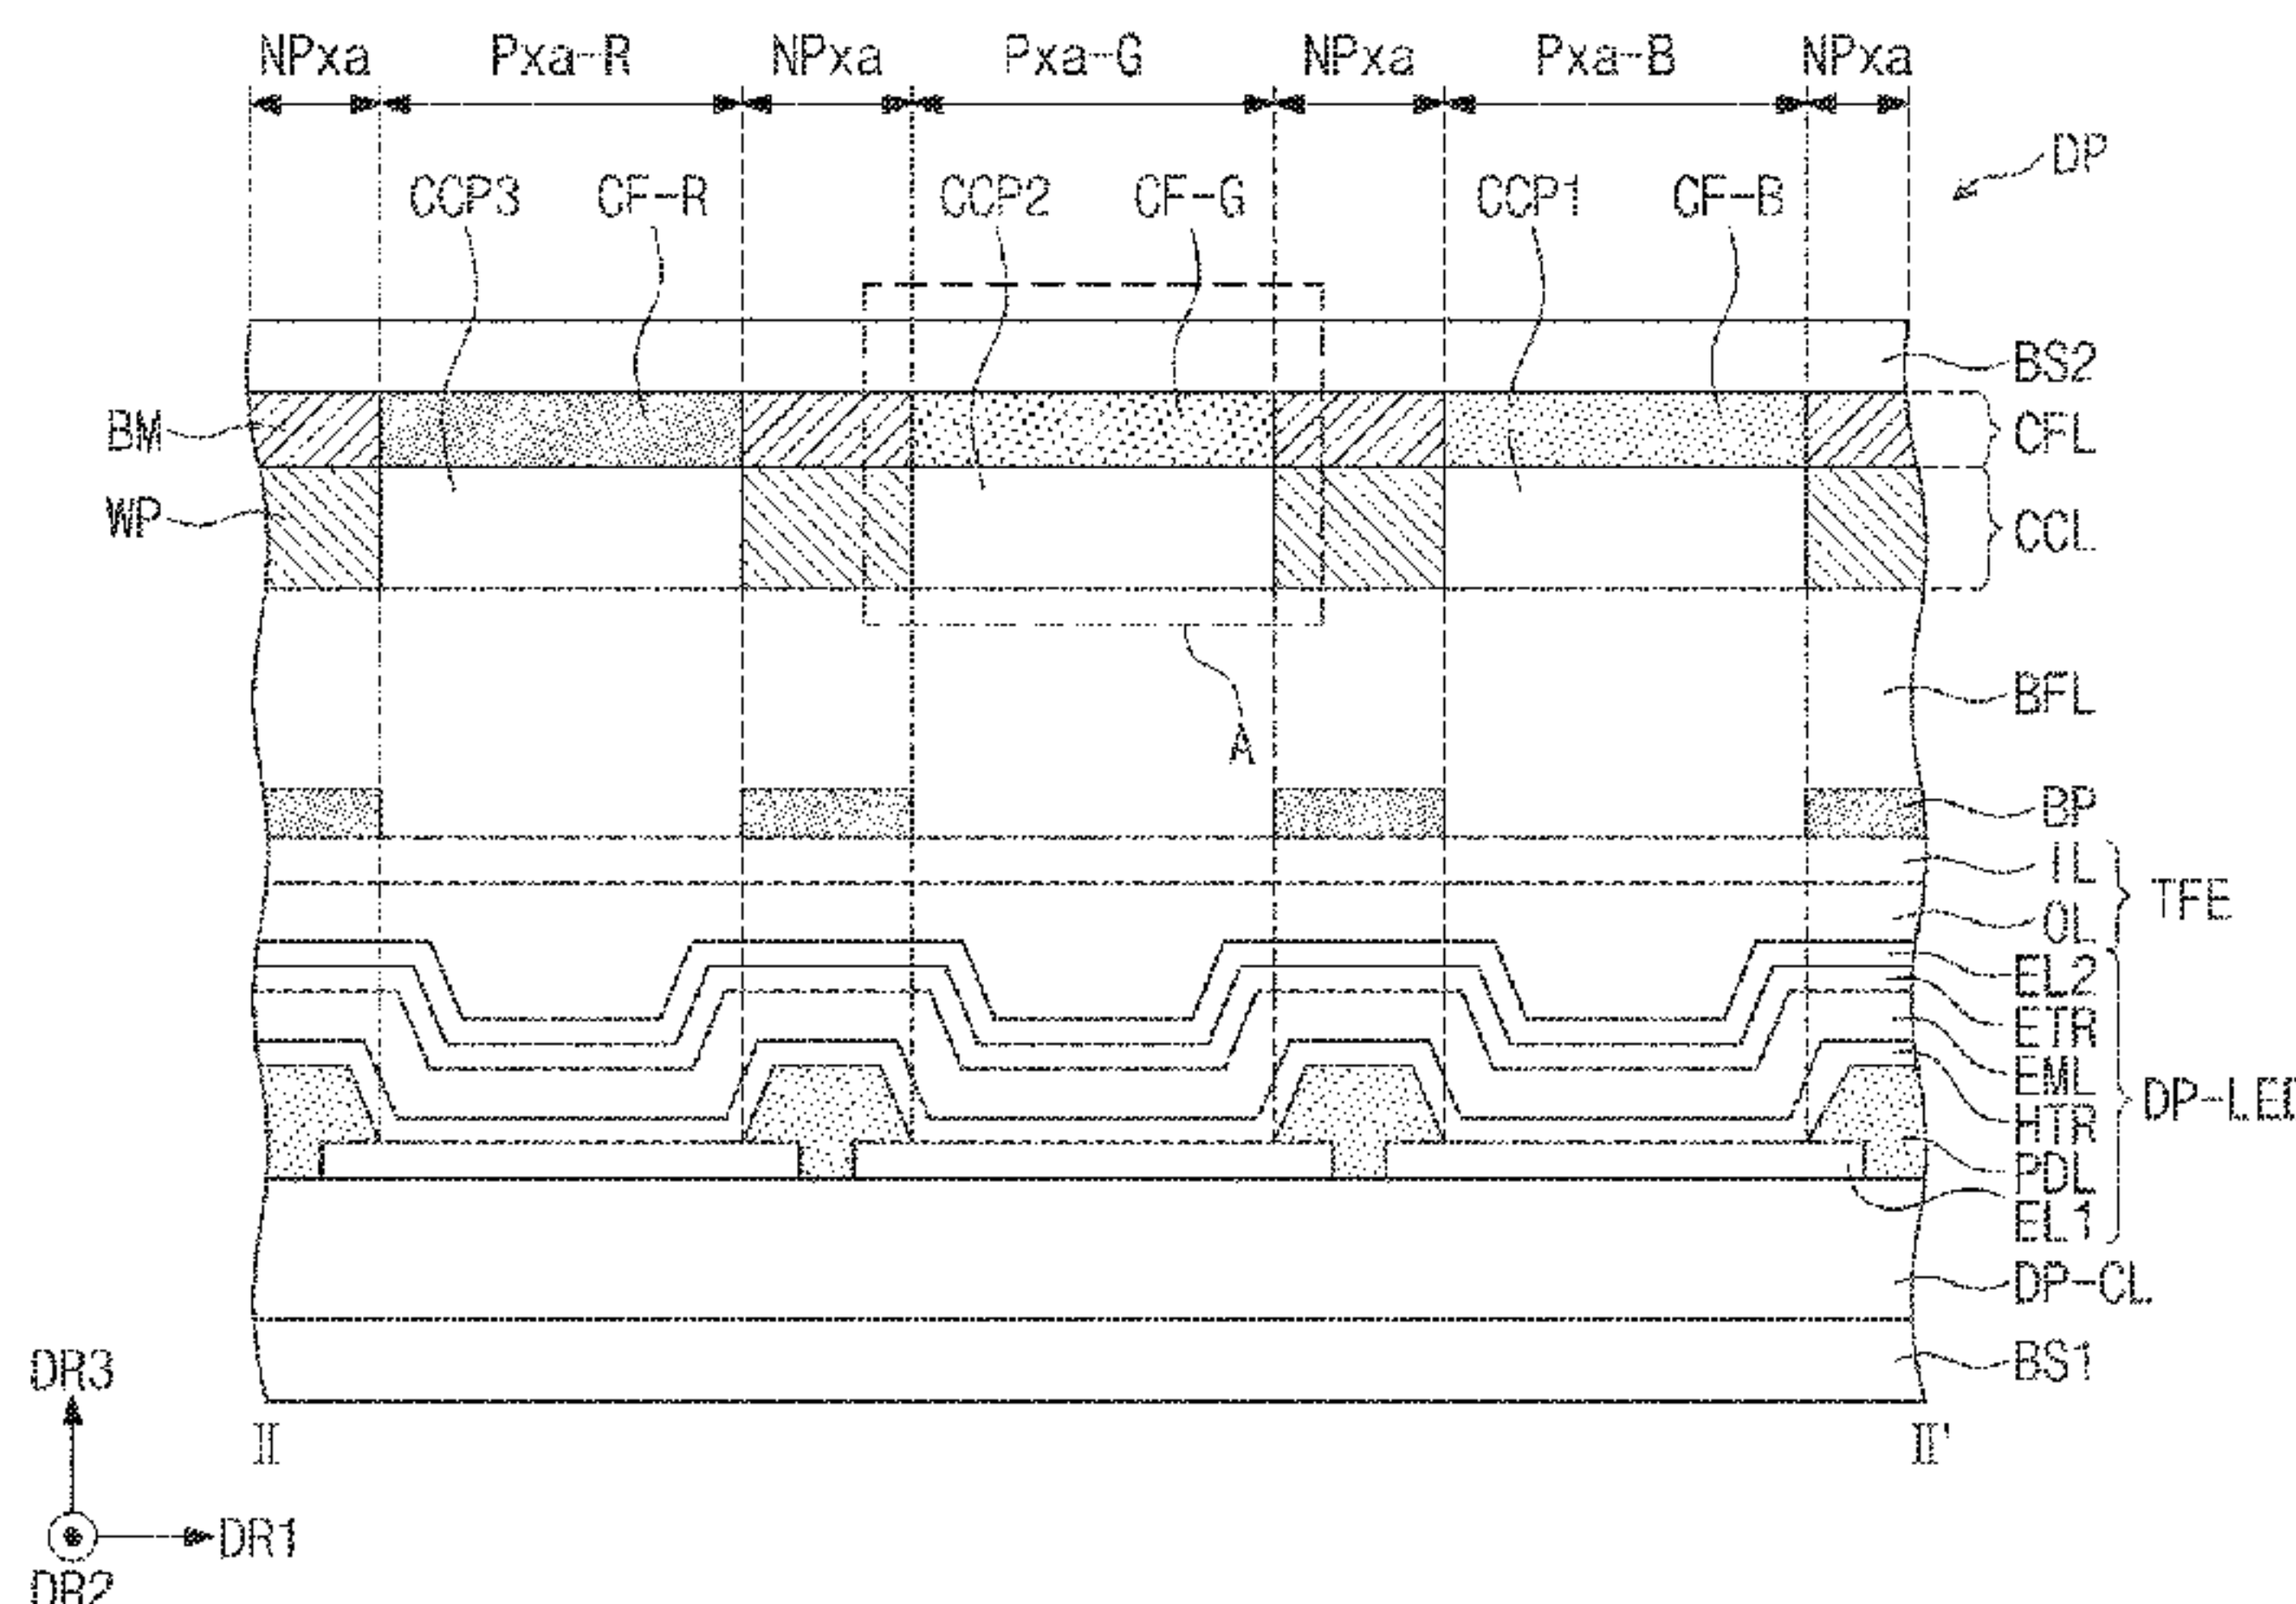 NPxa Pxa-R NPxa Pxa-G NPxa Pxa-B NPxa
DP
CCP3 CF-R CCP2 CF-G CCP1 CF-B
BS2
BM
CFL
WP
CCL
BFL
A
BP
IL
TFE
OL
EL2
ETR
EML
DP-LED
HTR
PDL
EL1
DP-CL
BS1
DR3
II II'
DR1
DR2